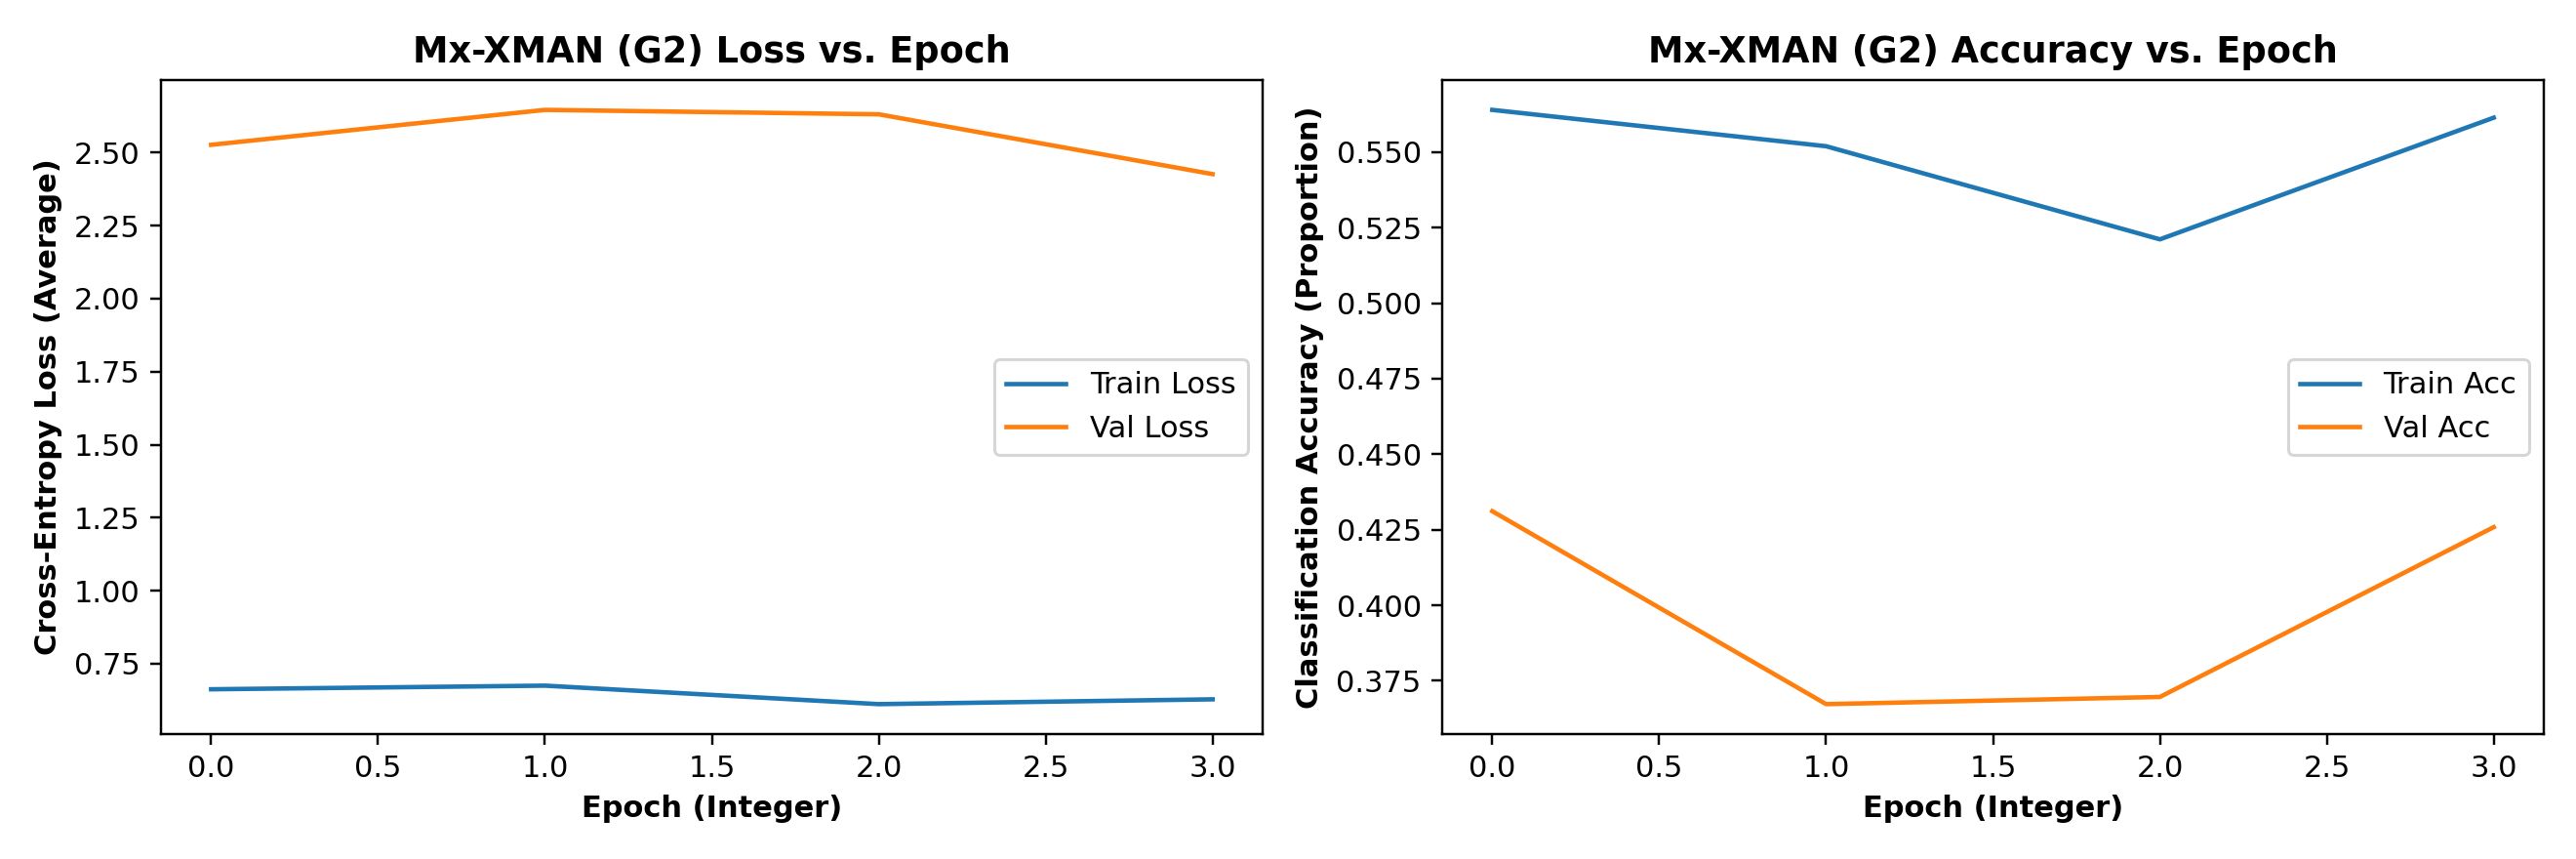 Mx-XMAN (G2) Loss vs. Epoch
Cross-Entropy Loss (Average)
2.50
2.25
2.00
1.75
1.50
1.25
1.00
0.75
Train Loss
Val Loss
0.0 0.5 1.0 1.5 2.0 2.5 3.0
Epoch (Integer)
Mx-XMAN (G2) Accuracy vs. Epoch
Classification Accuracy (Proportion)
0.550
0.525
0.500
0.475
0.450
0.425
0.400
0.375
Train Acc
Val Acc
0.0 0.5 1.0 1.5 2.0 2.5 3.0
Epoch (Integer)